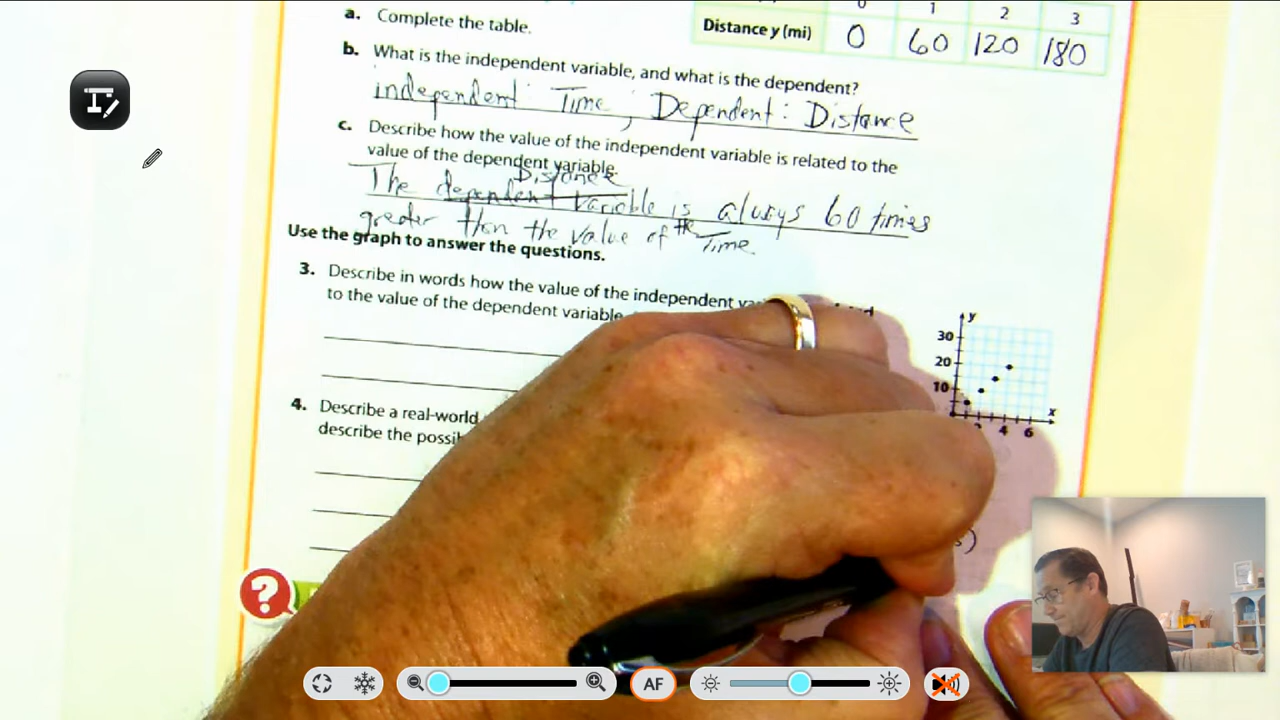 a. Complete the table.
0 1 2 3
Distance y (mi) 0 60 120 180
b. What is the independent variable, and what is the dependent?
independent: Time; Dependent: Distance
c. Describe how the value of the independent variable is related to the
value of the dependent variable.
Distance
The dependent variable is always 60 times
greater then the value of the Time.
Use the graph to answer the questions.
3. Describe in words how the value of the independent
to the value of the dependent variable
y
30
20
10
x
4 6
4. Describe a real-world
describe the
?
AF